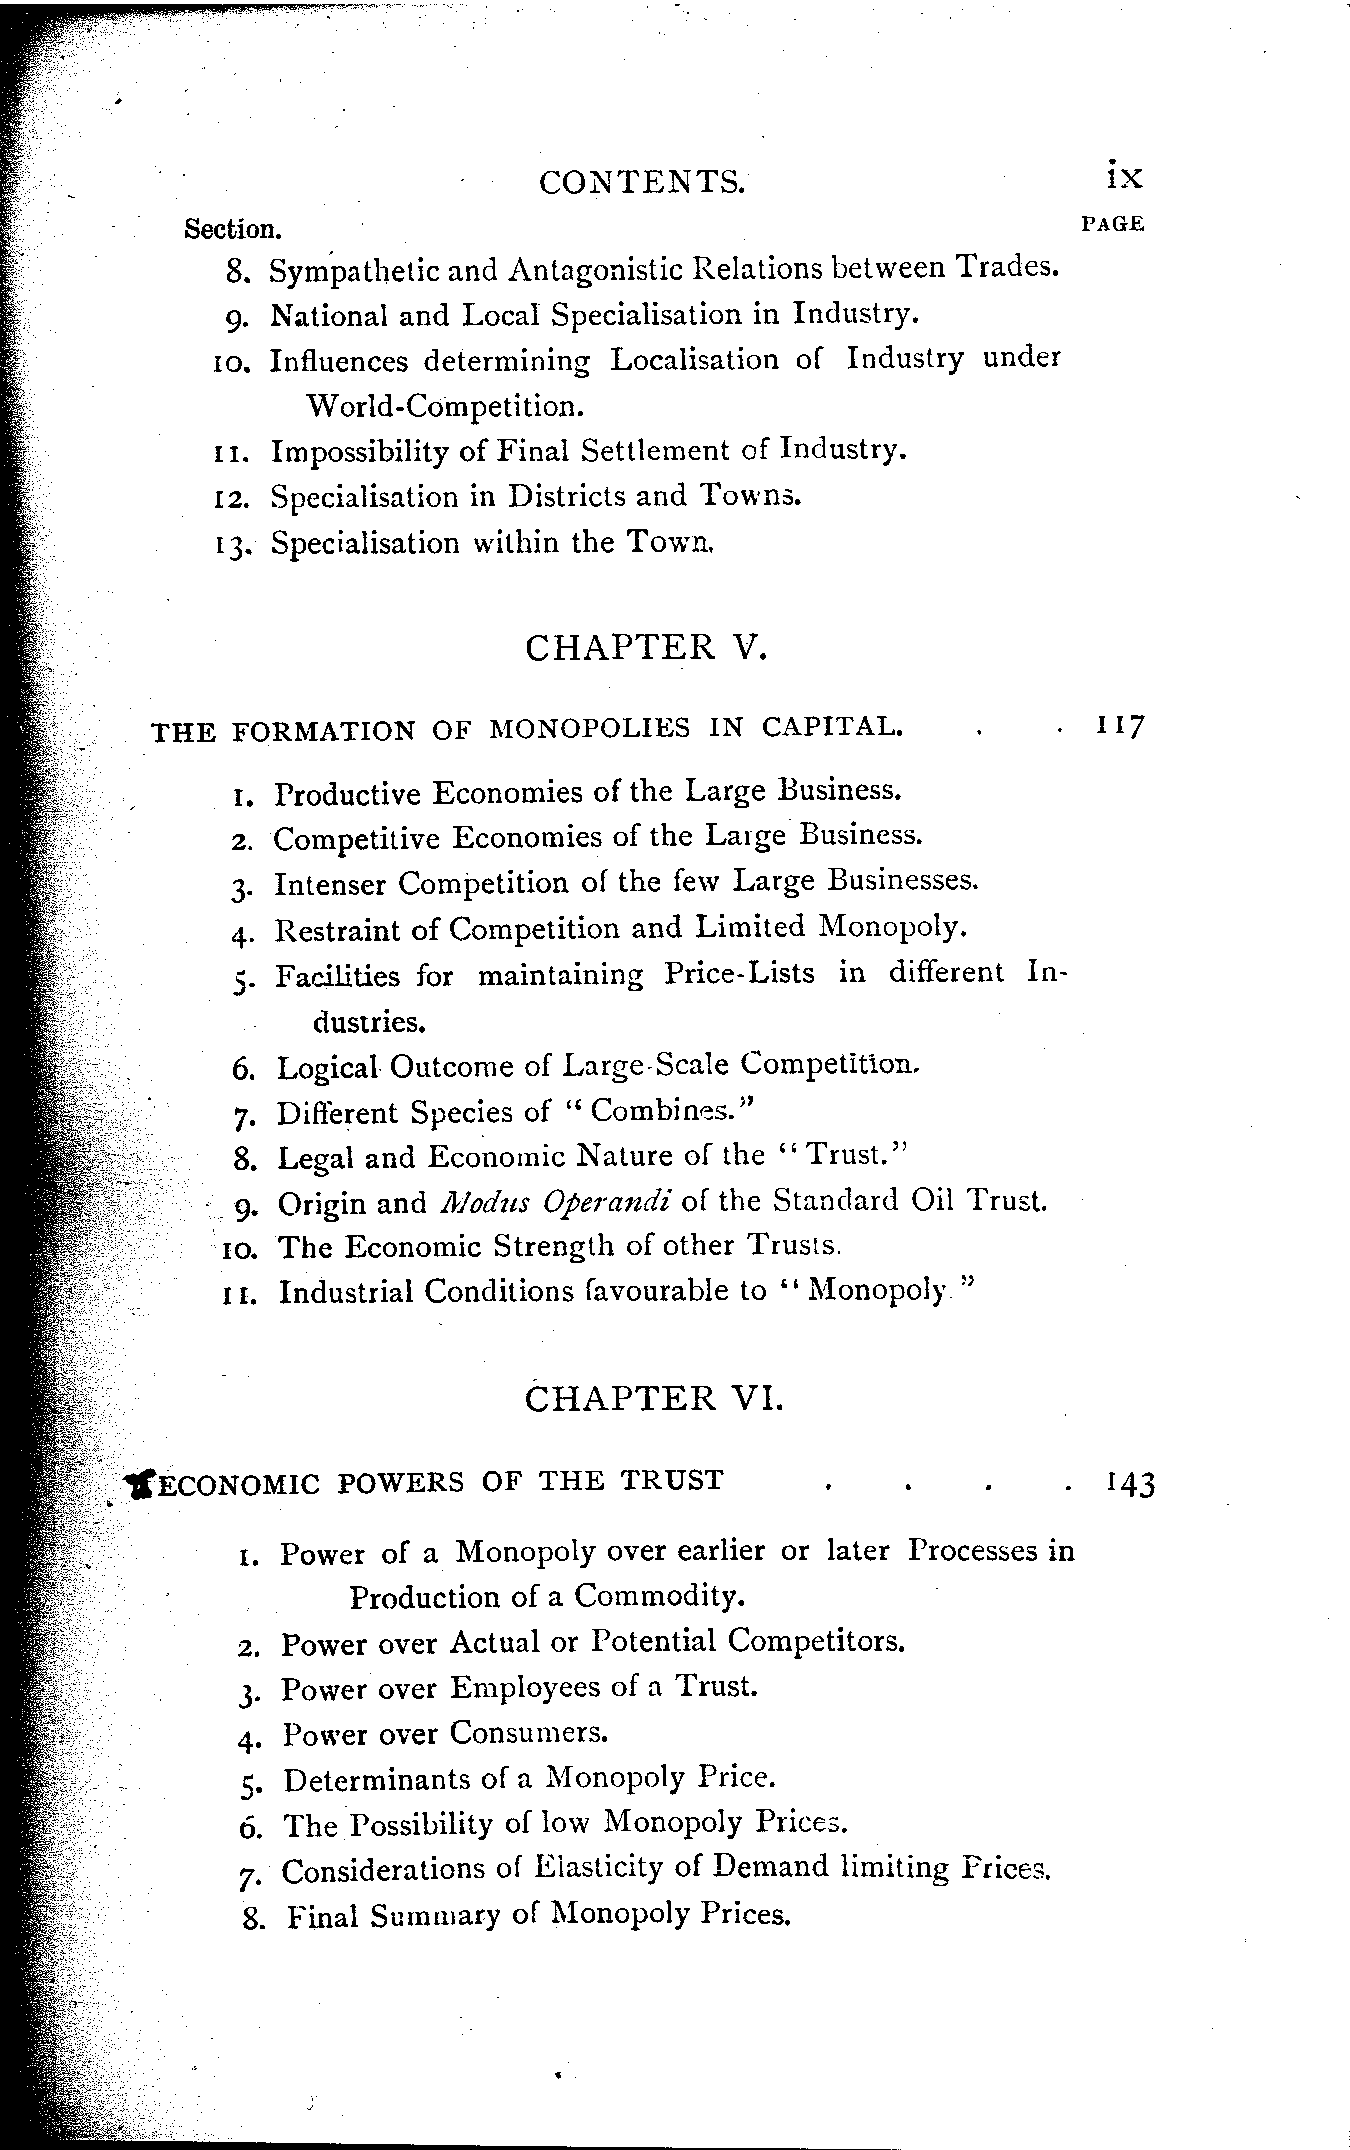 CONTENTS. ix
Section. PAGE
8. Sympathetic and Antagonistic Relations between Trades.
9. National and Local Specialisation in Industry.
10. Influences determining Localisation of Industry under
World-Competition.
11. Impossibility of Final Settlement of Industry.
12. Specialisation in Districts and Towns.
13. Specialisation within the Town.
CHAPTER V.
THE FORMATION OF MONOPOLIES IN CAPITAL. . . 117
1. Productive Economies of the Large Business.
2. Competitive Economies of the Large Business.
3. Intenser Competition of the few Large Businesses.
4. Restraint of Competition and Limited Monopoly.
5. Facilities for maintaining Price-Lists in different In-
dustries.
6. Logical Outcome of Large-Scale Competition.
7. Different Species of "Combines."
8. Legal and Economic Nature of the "Trust."
9. Origin and Modus Operandi of the Standard Oil Trust.
10. The Economic Strength of other Trusts.
11. Industrial Conditions favourable to "Monopoly."
CHAPTER VI.
ECONOMIC POWERS OF THE TRUST . . . . 143
1. Power of a Monopoly over earlier or later Processes in
Production of a Commodity.
2. Power over Actual or Potential Competitors.
3. Power over Employees of a Trust.
4. Power over Consumers.
5. Determinants of a Monopoly Price.
6. The Possibility of low Monopoly Prices.
7. Considerations of Elasticity of Demand limiting Prices.
8. Final Summary of Monopoly Prices.